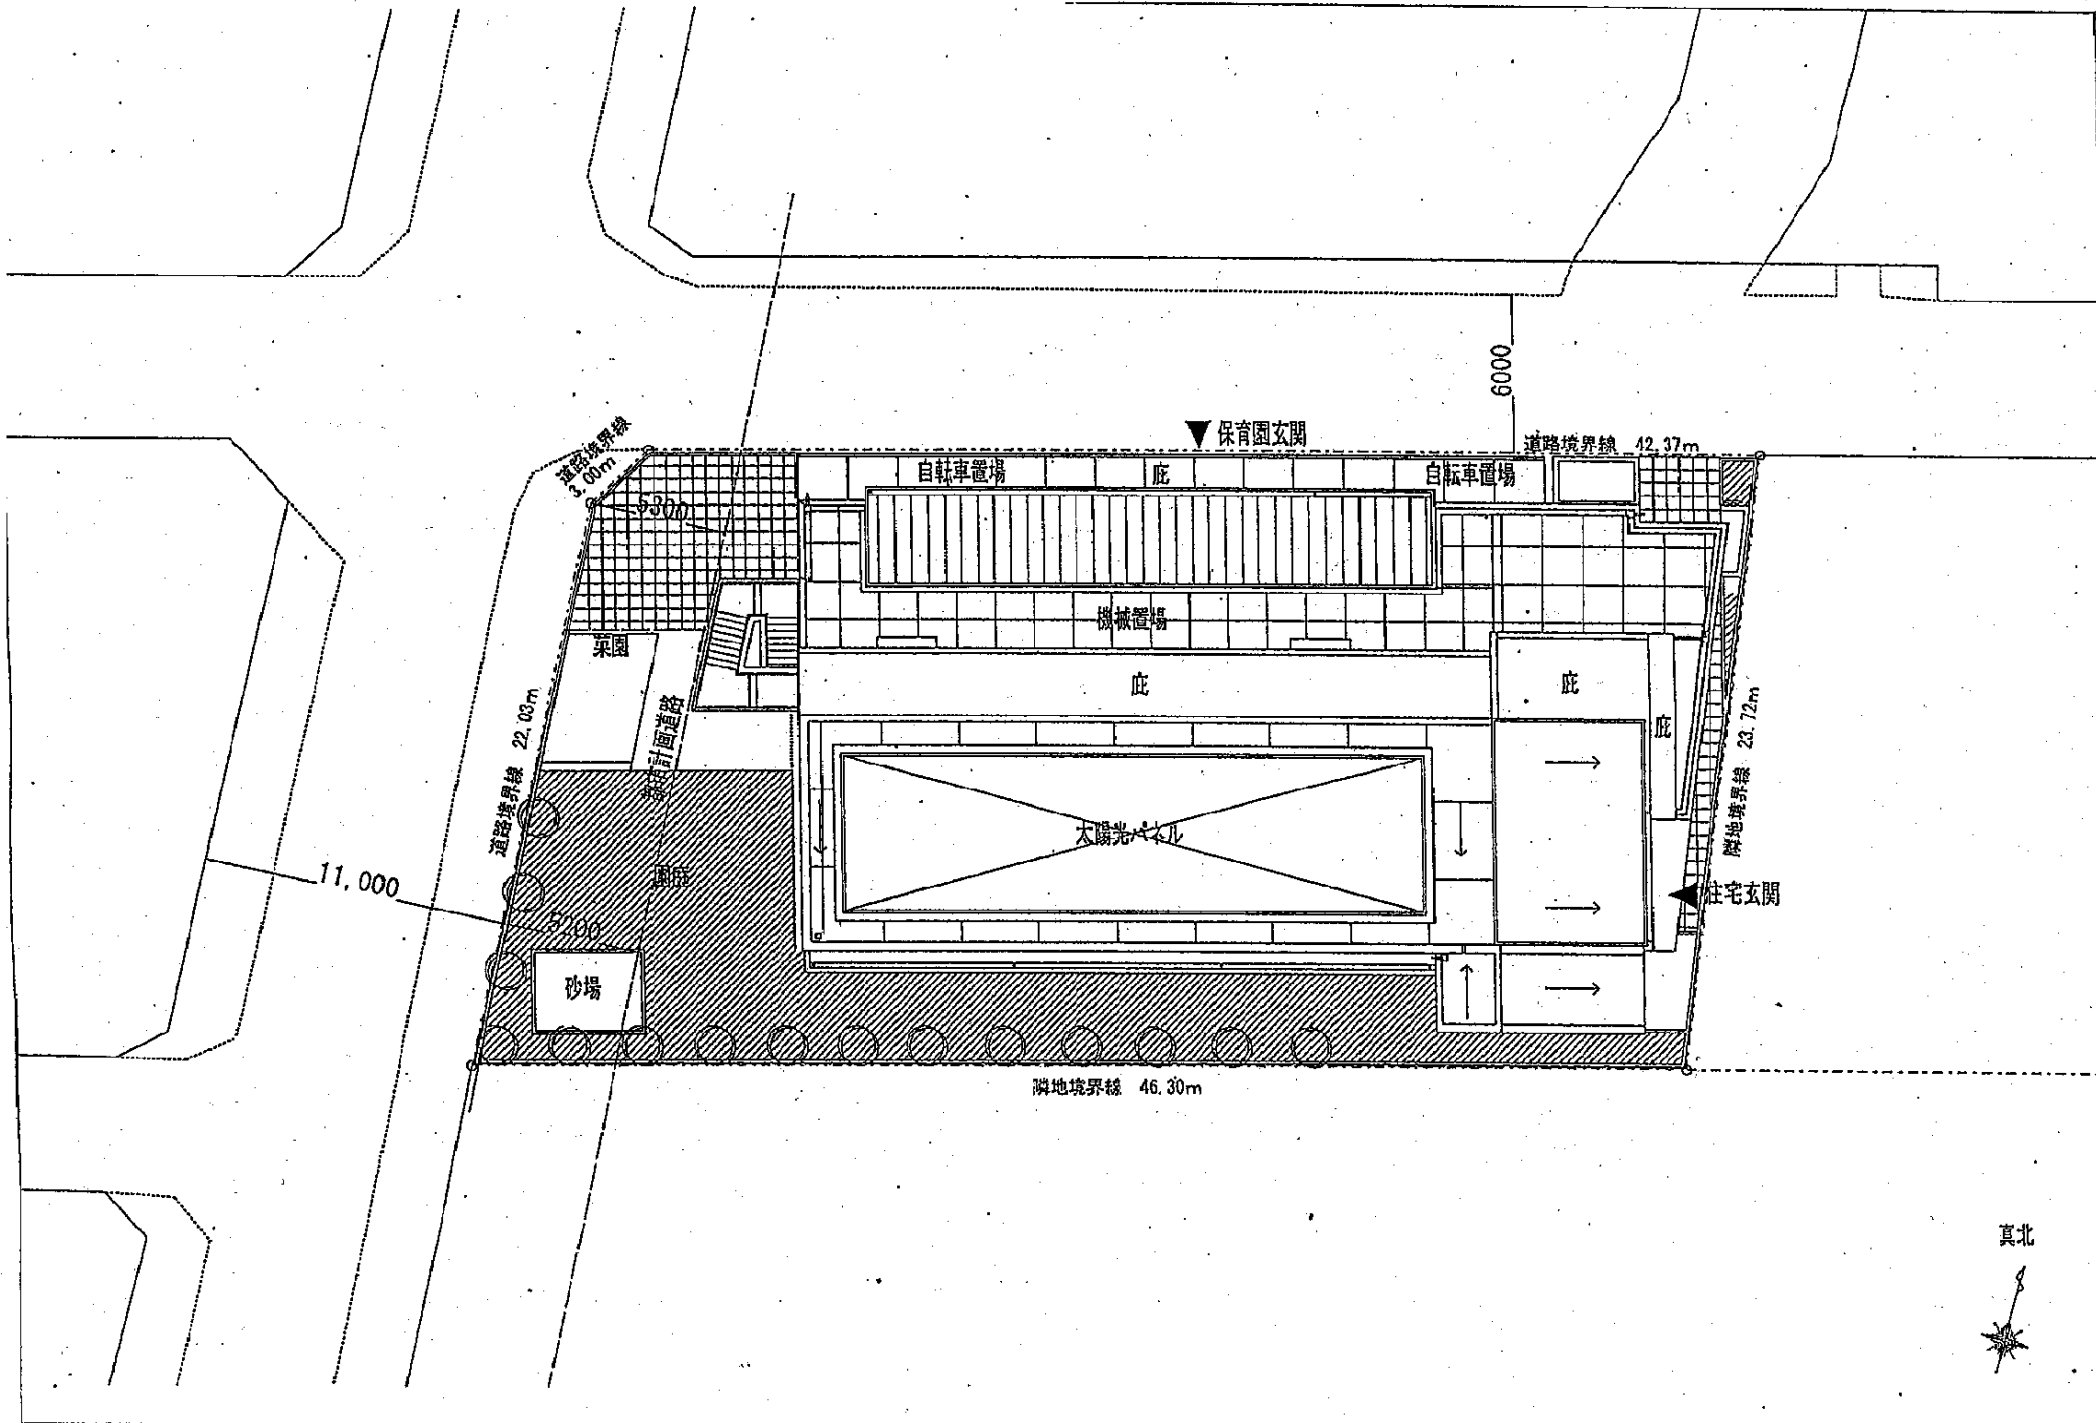 6000
保育園玄関
道路境界線 42.37m
道路境界線
3.00m
5300
自転車置場
庇
自転車置場
菜園
機械置場
庇
庇
庇
道路境界線 22.03m
都市計画道路
隣地境界線 23.72m
太陽光パネル
園庭
11,000
5200
住宅玄関
砂場
隣地境界線 46.30m
真北